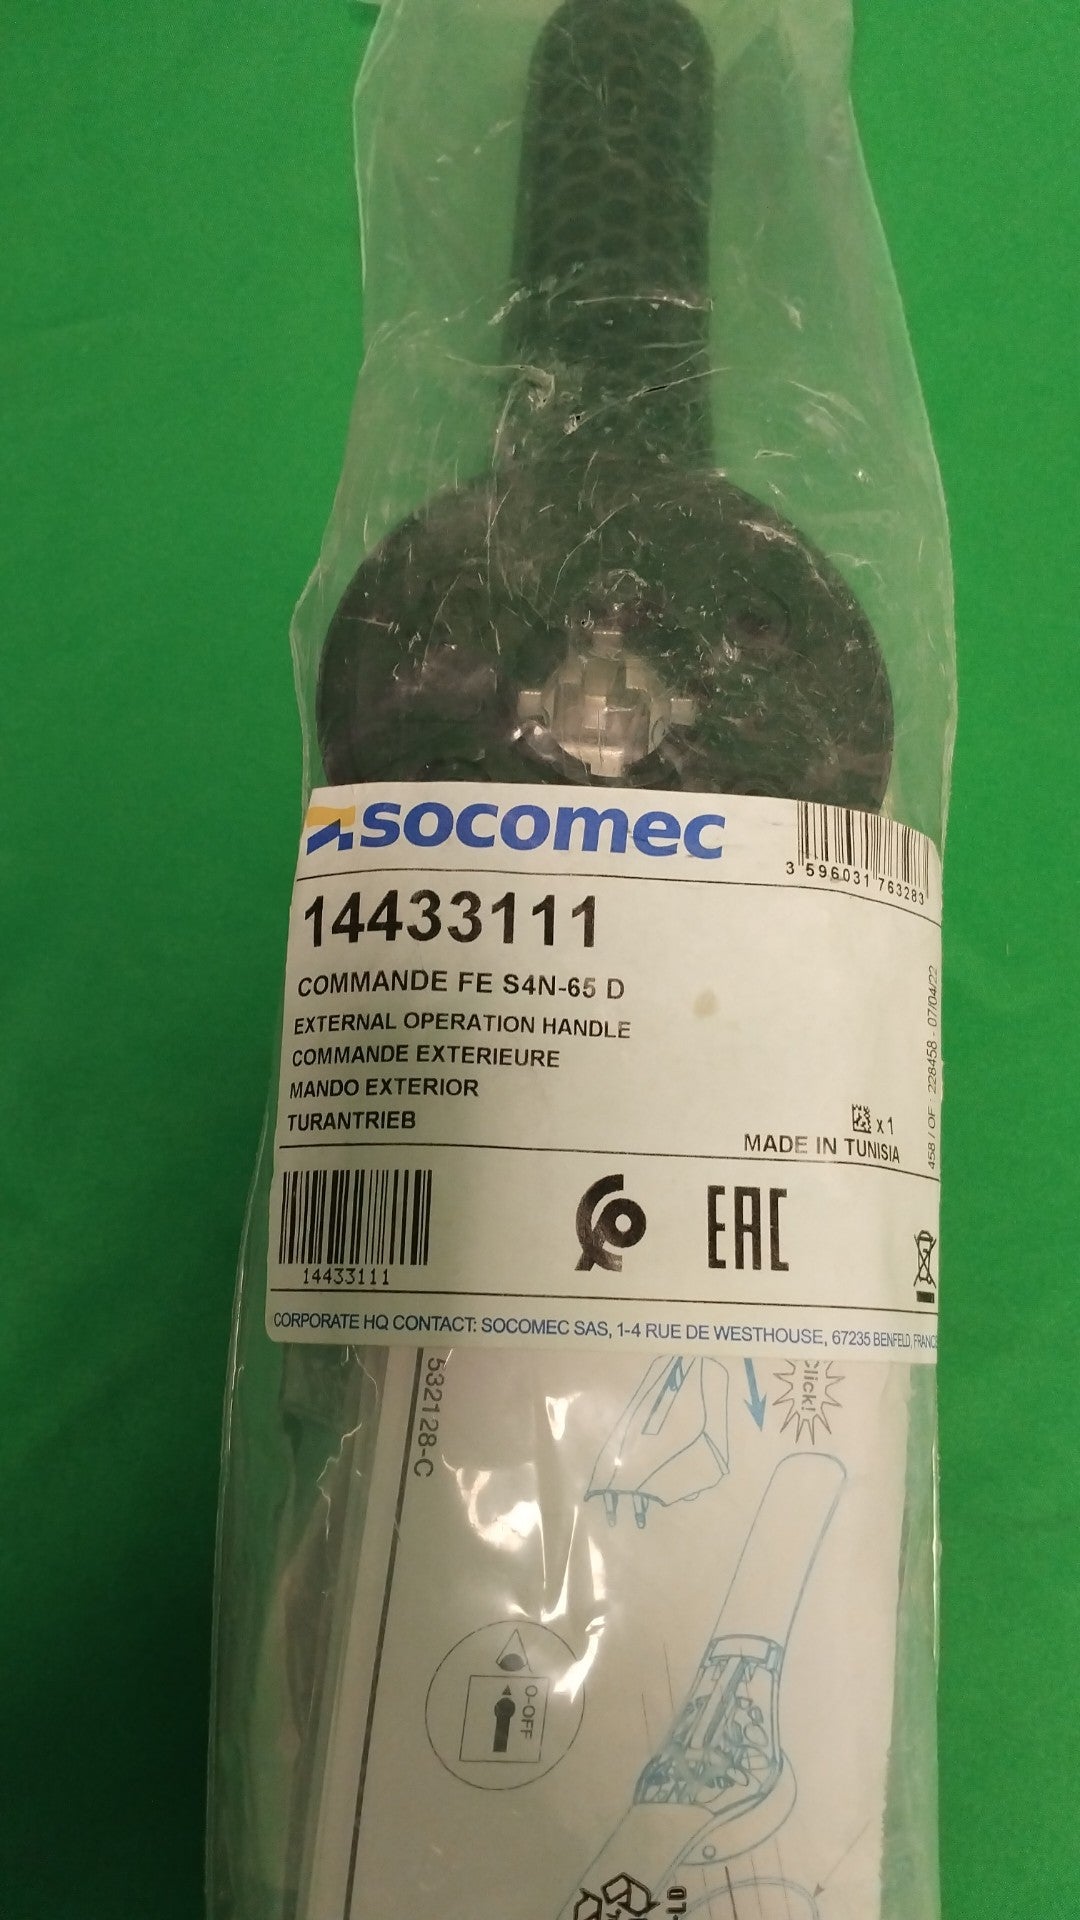 socomec
3 596031 763283
14433111
COMMANDE FE S4N-65 D
EXTERNAL OPERATION HANDLE
COMMANDE EXTERIEURE
MANDO EXTERIOR
TURANTRIEB
x 1
MADE IN TUNISIA
458 / OF : 228458 - 07/04/22
14433111
EAC
CORPORATE HQ CONTACT: SOCOMEC SAS, 1-4 RUE DE WESTHOUSE, 67235 BENFELD, FRANCE
532128-C
Click!
O-OFF